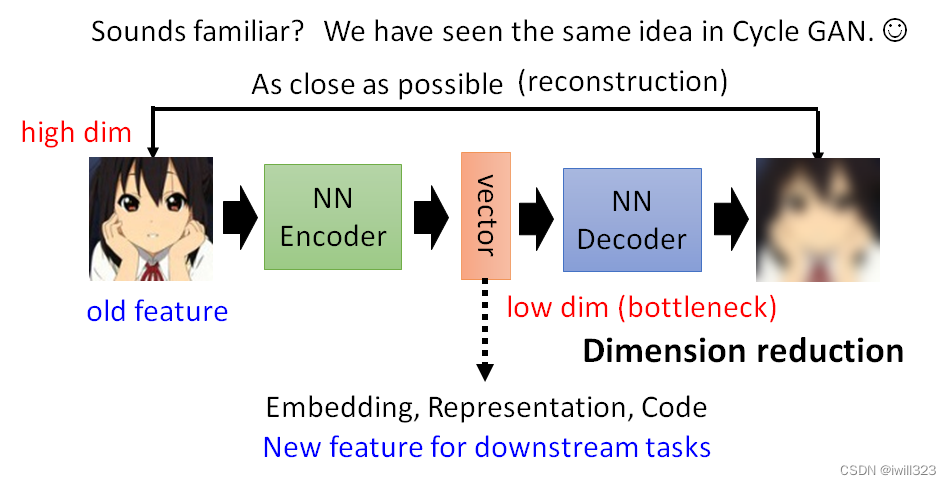 Sounds familiar? We have seen the same idea in Cycle GAN. ☺
As close as possible (reconstruction)
high dim
NN
Encoder
vector
NN
Decoder
old feature
low dim (bottleneck)
Dimension reduction
Embedding, Representation, Code
New feature for downstream tasks
CSDN @iwill323